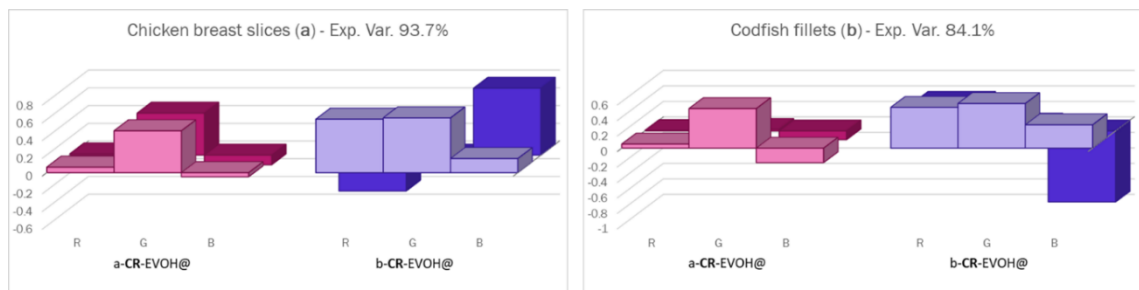 Chicken breast slices (a) - Exp. Var. 93.7%
0.8
0.6
0.4
0.2
0
-0.2
-0.4
-0.6
R G B R G B
a-CR-EVOH@ b-CR-EVOH@
Codfish fillets (b) - Exp. Var. 84.1%
0.6
0.4
0.2
0
-0.2
-0.4
-0.6
-0.8
-1
R G B R G B
a-CR-EVOH@ b-CR-EVOH@